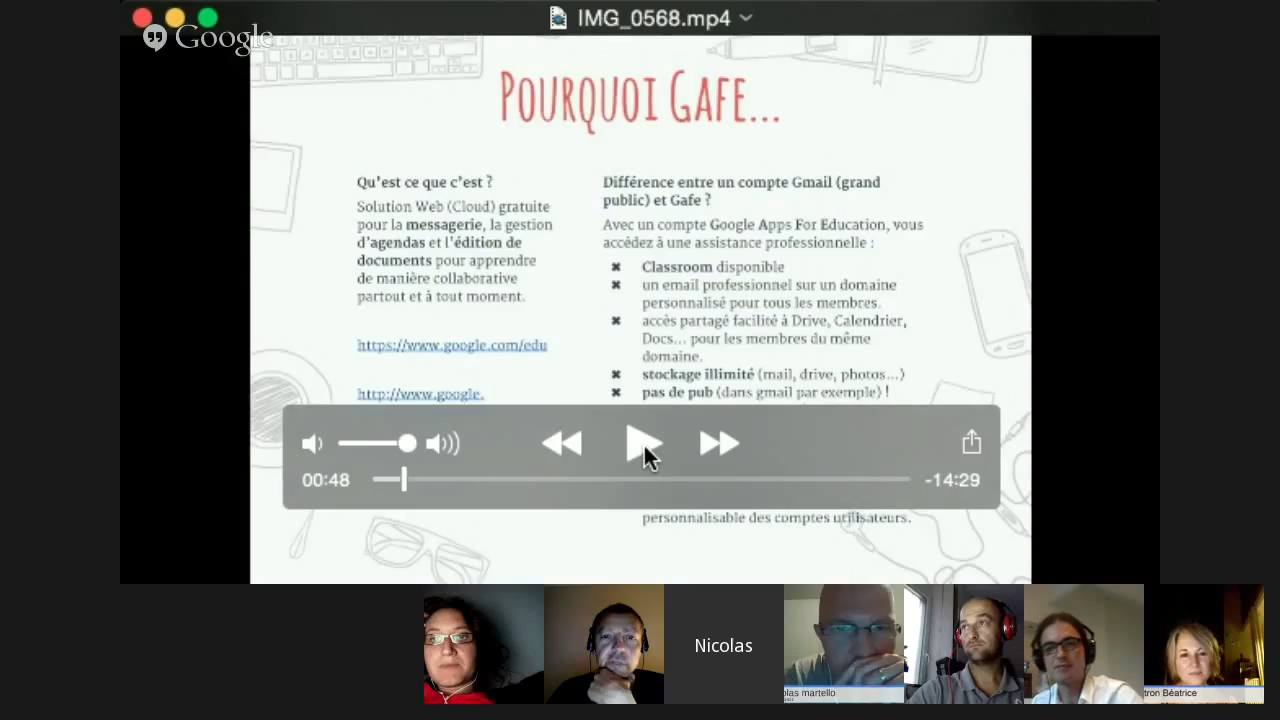 IMG_0568.mp4
Google
Pourquoi Gafe...
Qu'est ce que c'est ?
Solution Web (Cloud) gratuite
pour la messagerie, la gestion
d'agendas et l'édition de
documents pour apprendre
de manière collaborative
partout et à tout moment.
https://www.google.com/edu
http://www.google.
Différence entre un compte Gmail (grand
public) et Gafe ?
Avec un compte Google Apps For Education, vous
accédez à une assistance professionnelle :
✖ Classroom disponible
✖ un email professionnel sur un domaine
personnalisé pour tous les membres.
✖ accès partagé facilité à Drive, Calendrier,
Docs... pour les membres du même
domaine.
✖ stockage illimité (mail, drive, photos...)
✖ pas de pub (dans gmail par exemple) !
00:48
-14:29
personnalisable des comptes utilisateurs.
Nicolas
olas martello
tron Béatrice